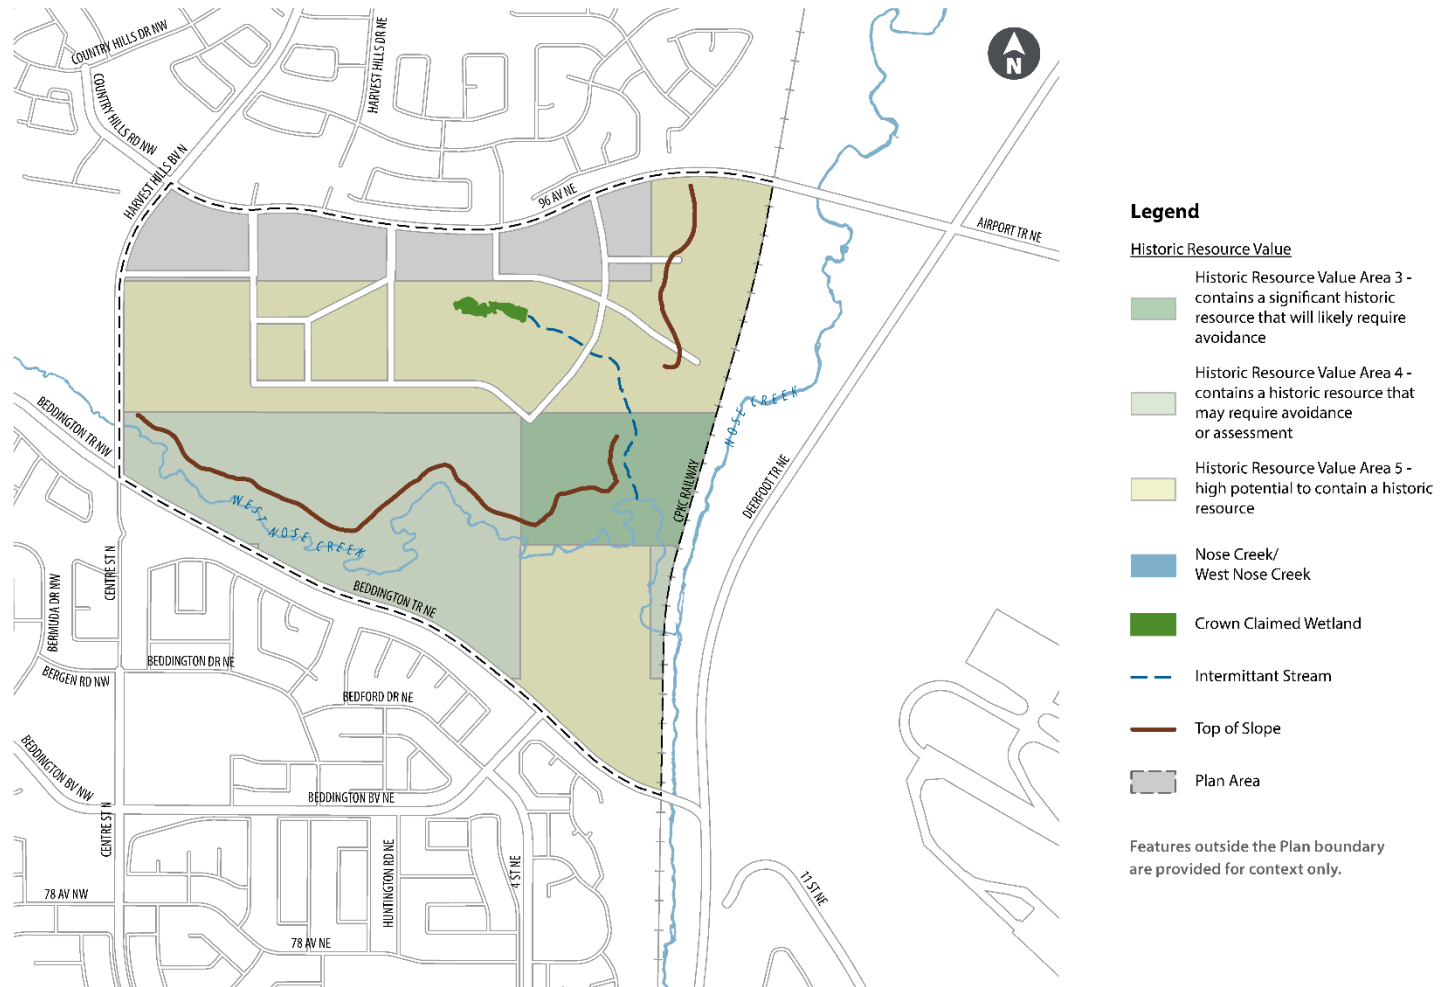 COUNTRY HILLS DR NW
HARVEST HILLS DR NE
N
COUNTRY HILLS RD NW
HARVEST HILLS BV N
96 AV NE
AIRPORT TR NE
BEDDINGTON TR NW
NOSE CREEK
CPKC RAILWAY
DEERFOOT TR NE
WEST NOSE CREEK
CENTRE ST N
BERMUDA DR NW
BEDDINGTON TR NE
BEDDINGTON DR NE
BERGEN RD NW
BEDFORD DR NE
BEDDINGTON BV NW
BEDDINGTON BV NE
CENTRE ST N
HUNTINGTON RD NE
4 ST NE
11 ST NE
78 AV NW
78 AV NE
Legend
Historic Resource Value
Historic Resource Value Area 3 -
contains a significant historic
resource that will likely require
avoidance
Historic Resource Value Area 4 -
contains a historic resource that
may require avoidance
or assessment
Historic Resource Value Area 5 -
high potential to contain a historic
resource
Nose Creek/
West Nose Creek
Crown Claimed Wetland
Intermittant Stream
Top of Slope
Plan Area
Features outside the Plan boundary
are provided for context only.